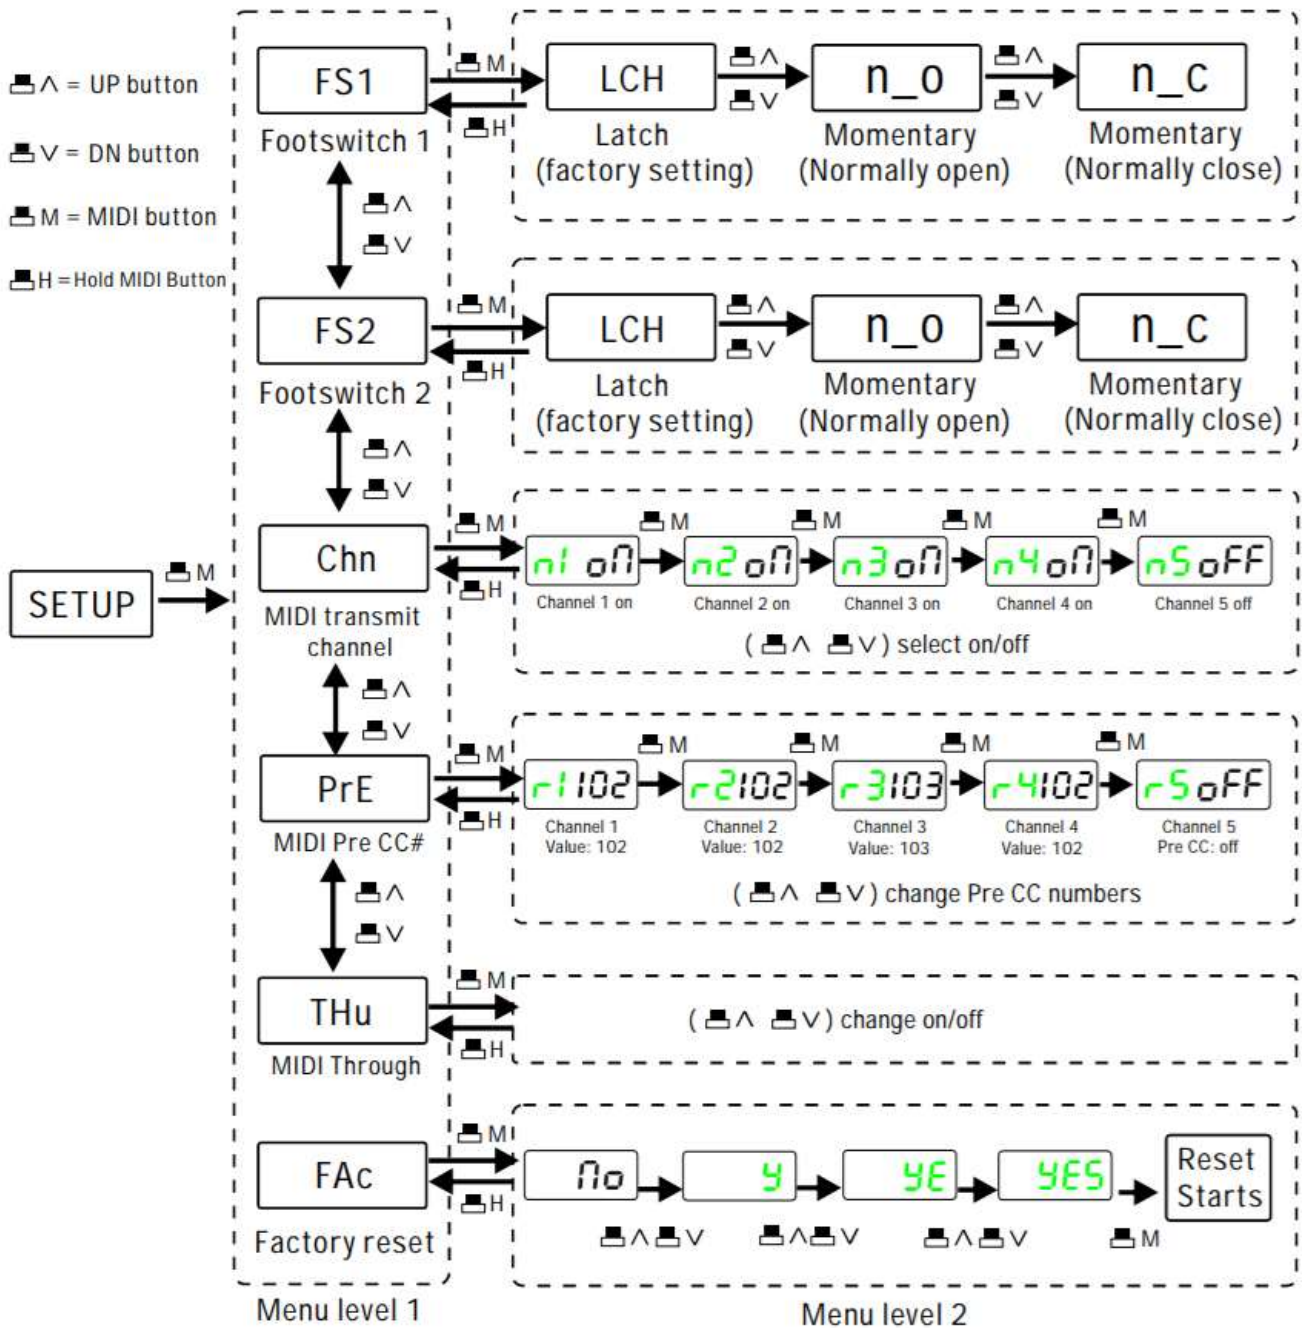 ∧ = UP button
∨ = DN button
M = MIDI button
H = Hold MIDI Button
SETUP
M
FS1
Footswitch 1
M
H
LCH
Latch
(factory setting)
∧
∨
n_o
Momentary
(Normally open)
∧
∨
n_c
Momentary
(Normally close)
∧
∨
FS2
Footswitch 2
M
H
LCH
Latch
(factory setting)
∧
∨
n_o
Momentary
(Normally open)
∧
∨
n_c
Momentary
(Normally close)
∧
∨
Chn
MIDI transmit
channel
M
H
n1 on
Channel 1 on
M
n2 on
Channel 2 on
M
n3 on
Channel 3 on
M
n4 on
Channel 4 on
M
n5 oFF
Channel 5 off
( ∧ ∨ ) select on/off
∧
∨
PrE
MIDI Pre CC#
M
H
r1 102
Channel 1
Value: 102
M
r2 102
Channel 2
Value: 102
M
r3 103
Channel 3
Value: 103
M
r4 102
Channel 4
Value: 102
M
r5 oFF
Channel 5
Pre CC: off
( ∧ ∨ ) change Pre CC numbers
∧
∨
THu
MIDI Through
M
H
( ∧ ∨ ) change on/off
FAc
Factory reset
M
H
no
∧ ∨
y
∧ ∨
yE
∧ ∨
yES
M
Reset
Starts
Menu level 1
Menu level 2